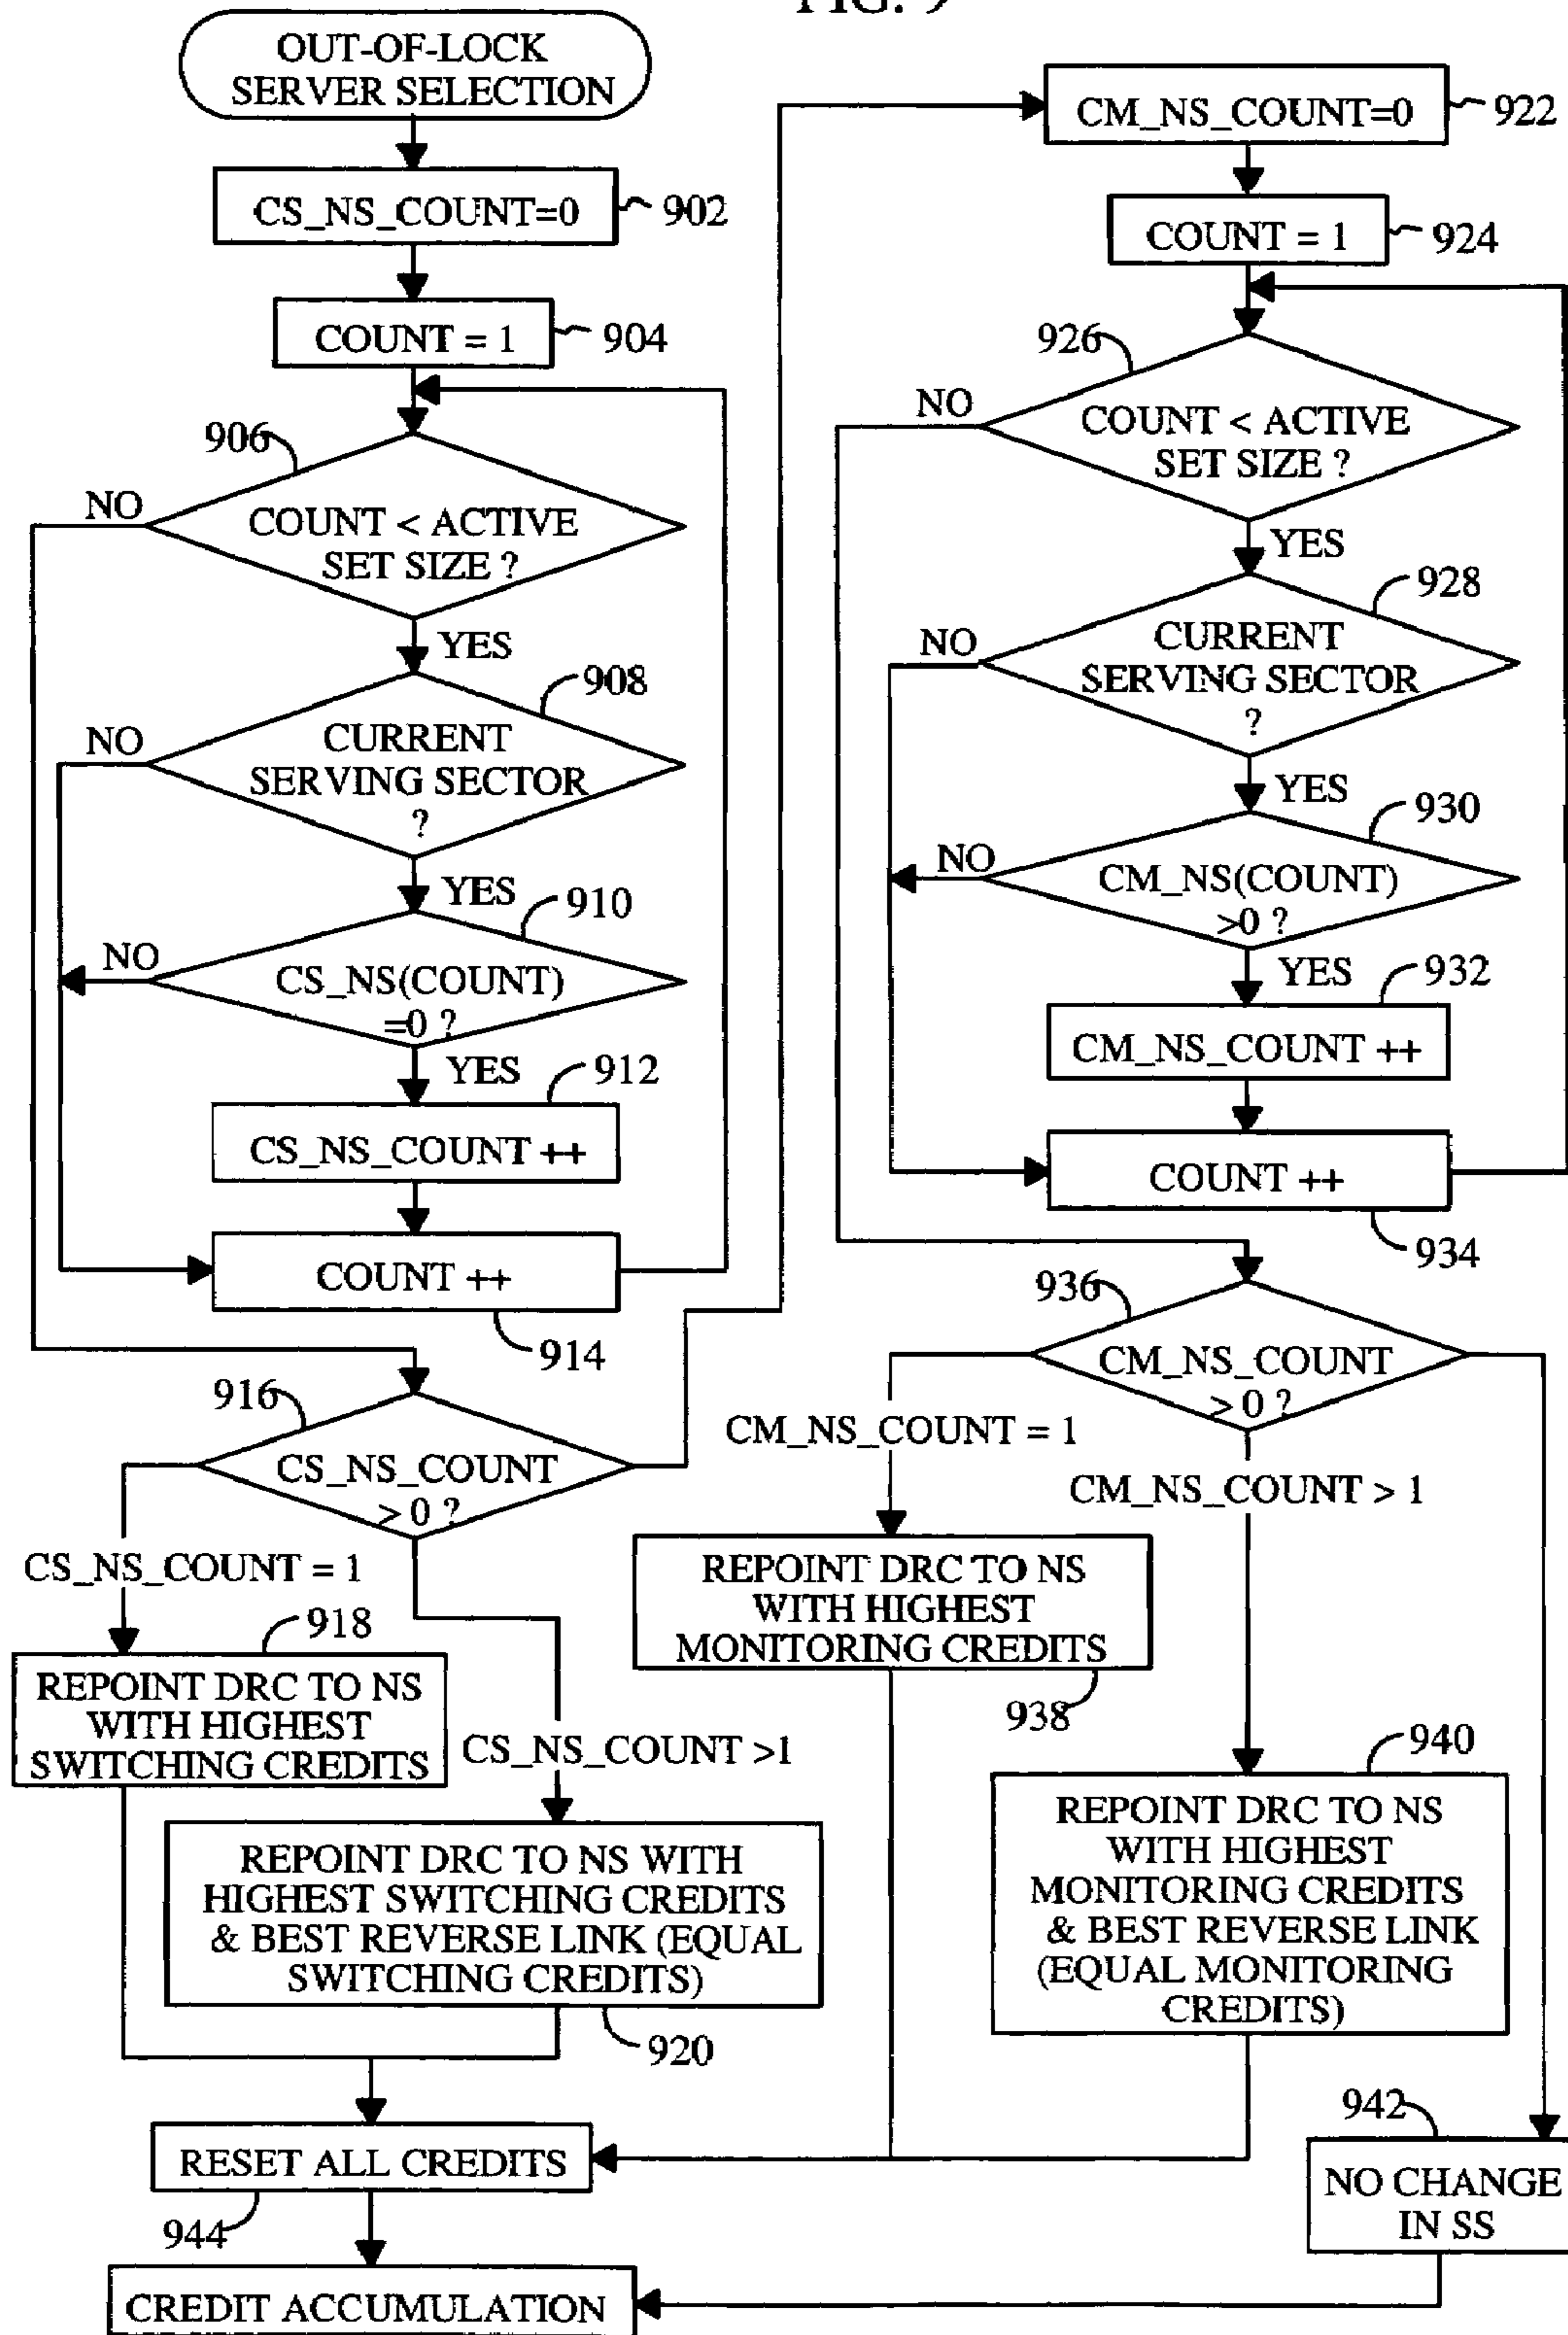 FIG. 9
OUT-OF-LOCK
SERVER SELECTION
CS_NS_COUNT=0
902
COUNT = 1
904
906
NO
COUNT < ACTIVE
SET SIZE ?
YES
908
NO
CURRENT
SERVING SECTOR
?
YES
910
NO
CS_NS(COUNT)
=0 ?
YES
912
CS_NS_COUNT ++
COUNT ++
914
916
CS_NS_COUNT
> 0 ?
CS_NS_COUNT = 1
918
REPOINT DRC TO NS
WITH HIGHEST
SWITCHING CREDITS
CS_NS_COUNT >1
REPOINT DRC TO NS WITH
HIGHEST SWITCHING CREDITS
& BEST REVERSE LINK (EQUAL
SWITCHING CREDITS)
920
CM_NS_COUNT=0
922
COUNT = 1
924
926
NO
COUNT < ACTIVE
SET SIZE ?
YES
928
NO
CURRENT
SERVING SECTOR
?
YES
930
NO
CM_NS(COUNT)
>0 ?
YES
932
CM_NS_COUNT ++
COUNT ++
934
936
CM_NS_COUNT
> 0 ?
CM_NS_COUNT = 1
CM_NS_COUNT > 1
REPOINT DRC TO NS
WITH HIGHEST
MONITORING CREDITS
938
940
REPOINT DRC TO NS
WITH HIGHEST
MONITORING CREDITS
& BEST REVERSE LINK
(EQUAL MONITORING
CREDITS)
942
NO CHANGE
IN SS
RESET ALL CREDITS
944
CREDIT ACCUMULATION